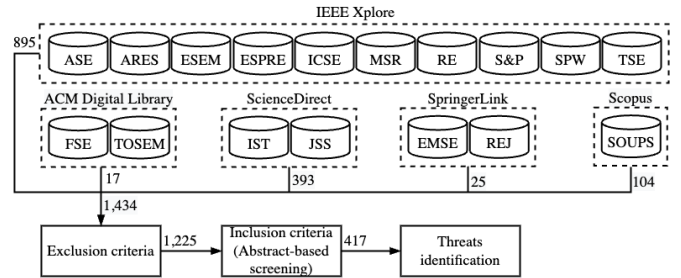 IEEE Xplore
895
ASE ARES ESEM ESPRE ICSE MSR RE S&P SPW TSE
ACM Digital Library ScienceDirect SpringerLink Scopus
FSE TOSEM IST JSS EMSE REJ SOUPS
17 393 25 104
1,434
Exclusion criteria
1,225
Inclusion criteria
(Abstract-based
screening)
417
Threats
identification